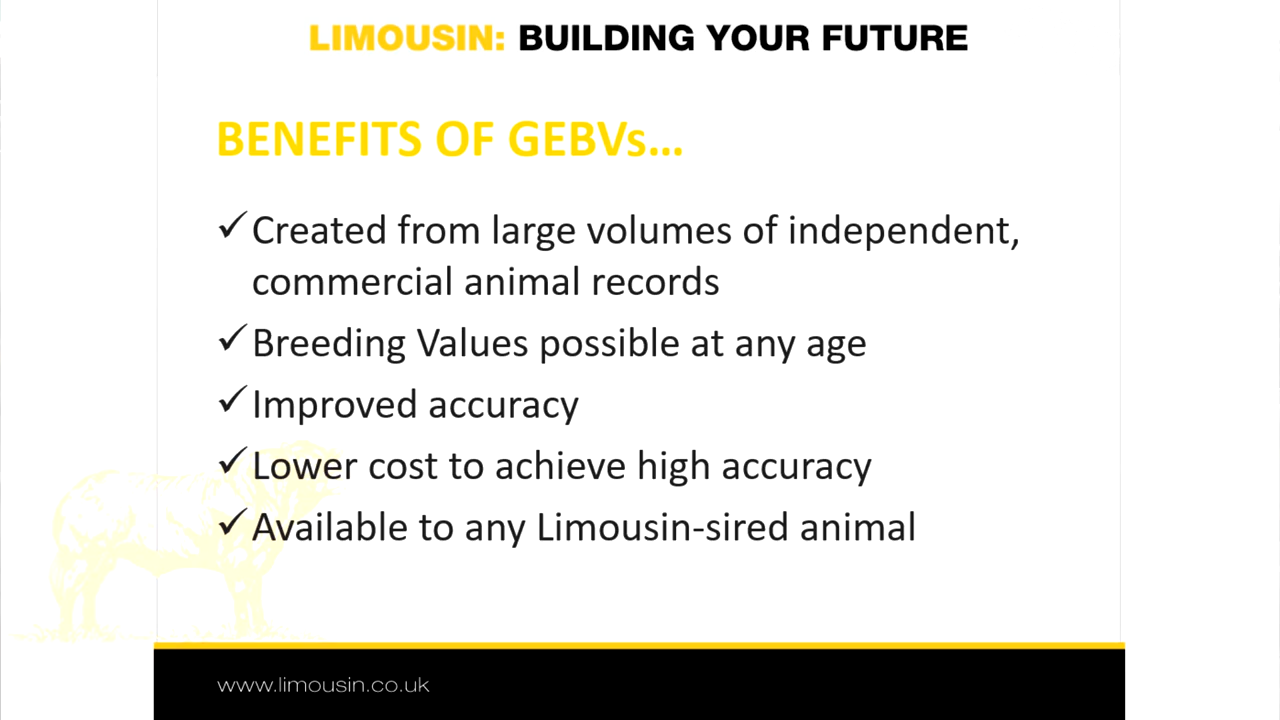 LIMOUSIN: BUILDING YOUR FUTURE
BENEFITS OF GEBVs...
✓ Created from large volumes of independent,
commercial animal records
✓ Breeding Values possible at any age
✓ Improved accuracy
✓ Lower cost to achieve high accuracy
✓ Available to any Limousin-sired animal
www.limousin.co.uk